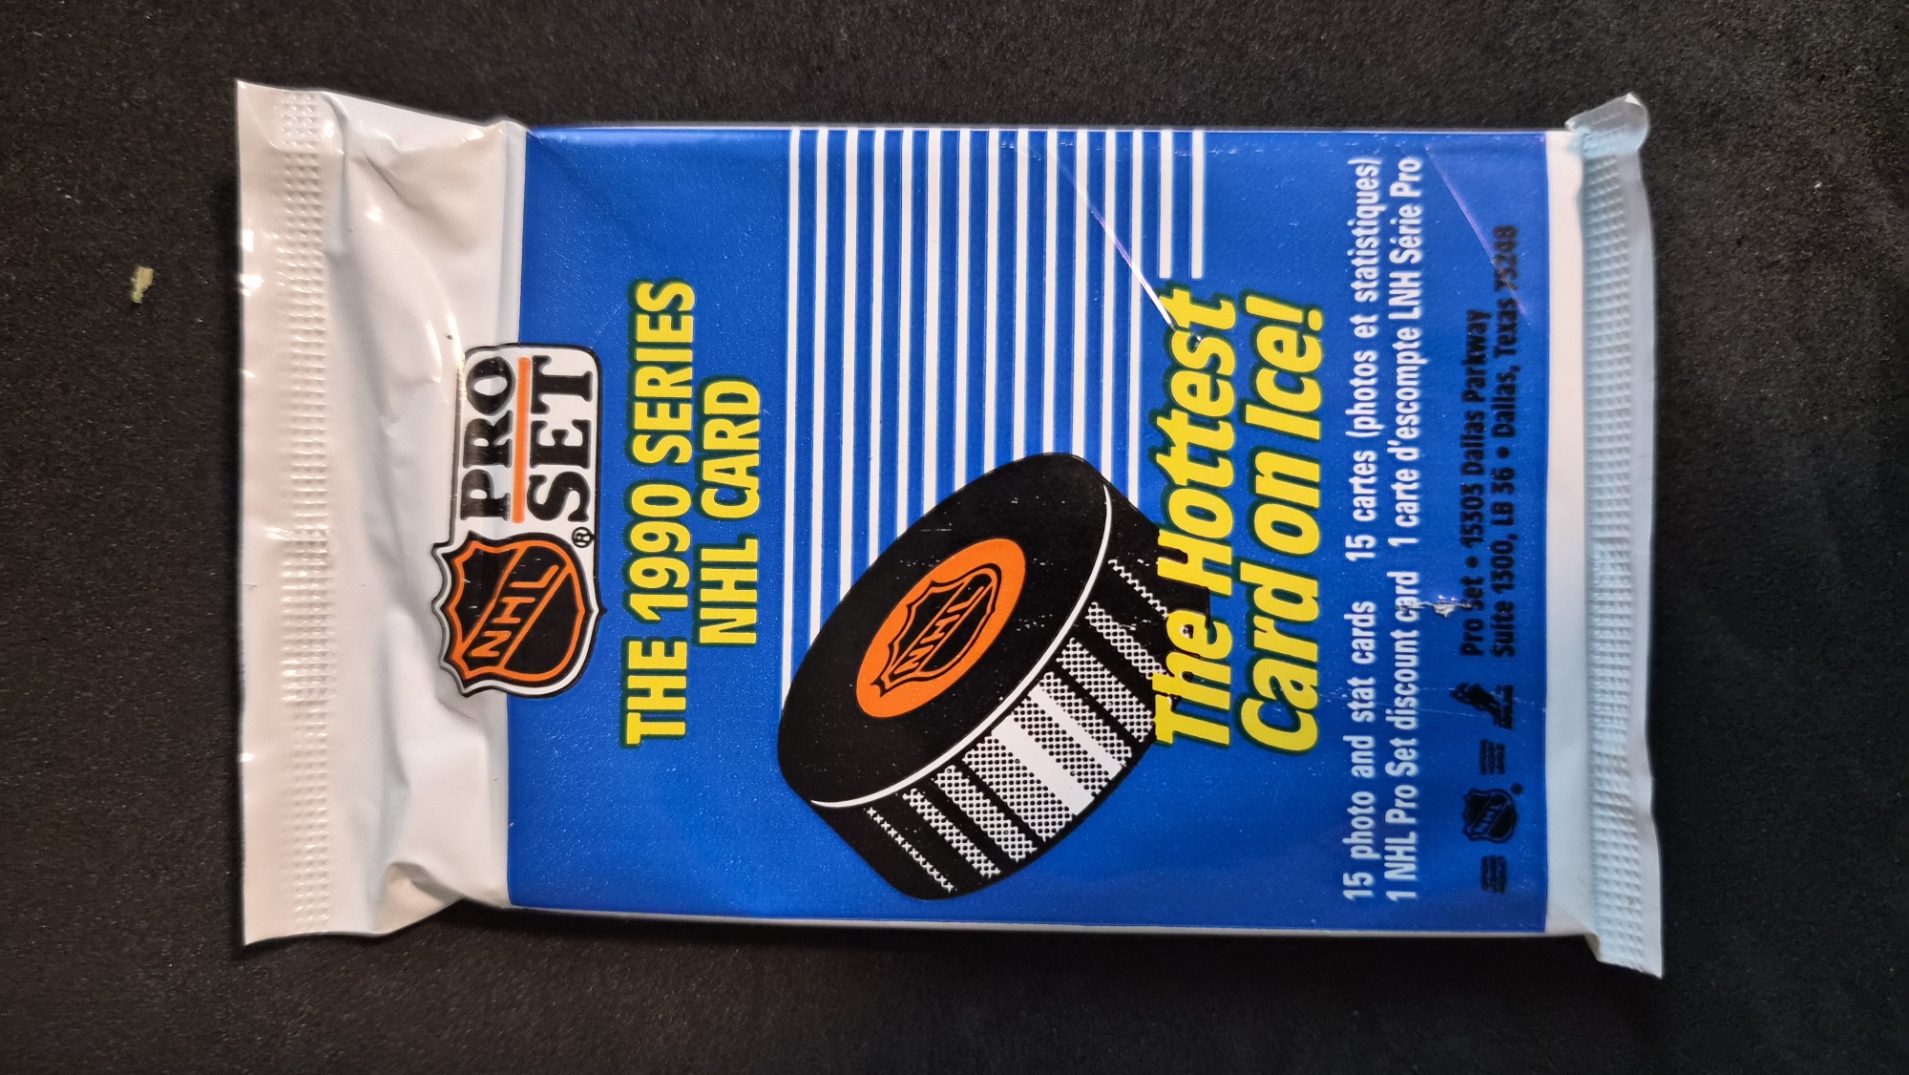 NHL
PRO
SET
®
THE 1990 SERIES
NHL CARD
NHL
The Hottest
Card on Ice!
15 photo and stat cards 15 cartes (photos et statistiques)
1 NHL Pro Set discount card 1 carte d'escompte LNH Série Pro
Pro Set • 15303 Dallas Parkway
Suite 1300, LB 36 • Dallas, Texas 75248
NHL